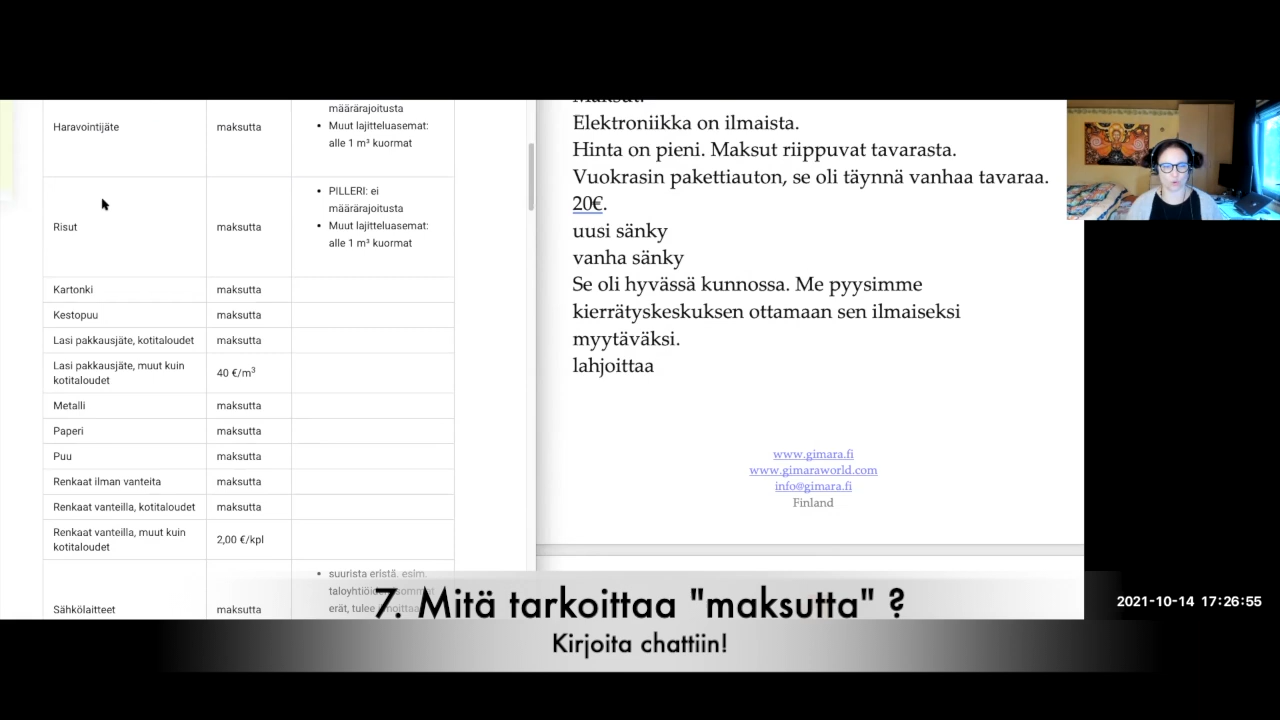 määrärajoitusta
Haravointijäte
maksutta
• Muut lajitteluasemat:
alle 1 m³ kuormat
Risut
maksutta
• PILLERI: ei
määrärajoitusta
• Muut lajitteluasemat:
alle 1 m³ kuormat
Kartonki maksutta
Kestopuu maksutta
Lasi pakkausjäte, kotitaloudet maksutta
Lasi pakkausjäte, muut kuin
kotitaloudet
40 €/m³
Metalli maksutta
Paperi maksutta
Puu maksutta
Renkaat ilman vanteita maksutta
Renkaat vanteilla, kotitaloudet maksutta
Renkaat vanteilla, muut kuin
kotitaloudet
2,00 €/kpl
Sähkölaitteet maksutta
• suurista eristä. esim.
Maksut:
Elektroniikka on ilmaista.
Hinta on pieni. Maksut riippuvat tavarasta.
Vuokrasin pakettiauton, se oli täynnä vanhaa tavaraa.
20€.
uusi sänky
vanha sänky
Se oli hyvässä kunnossa. Me pyysimme
kierrätyskeskuksen ottamaan sen ilmaiseksi
myytäväksi.
lahjoittaa
www.gimara.fi
www.gimaraworld.com
info@gimara.fi
Finland
7. Mitä tarkoittaa "maksutta" ?
Kirjoita chattiin!
2021-10-14 17:26:55